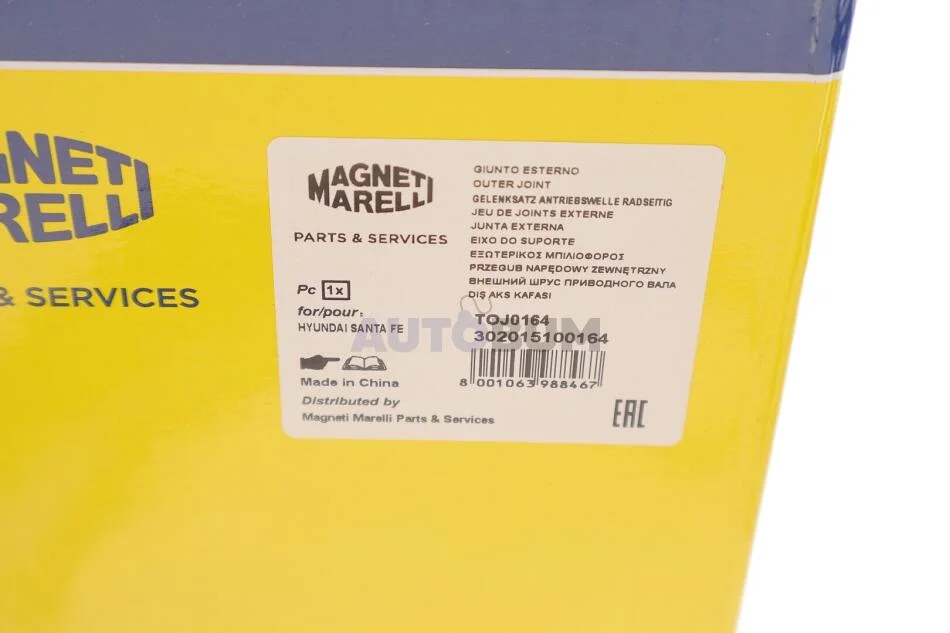 GNETI
RELLI
& SERVICES
MAGNETI
MARELLI
PARTS & SERVICES
Pc 1x
for/pour:
HYUNDAI SANTA FE
Made in China
Distributed by
Magneti Marelli Parts & Services
GIUNTO ESTERNO
OUTER JOINT
GELENKSATZ ANTRIEBSWELLE RADSEITIG
JEU DE JOINTS EXTERNE
JUNTA EXTERNA
EIXO DO SUPORTE
ΕΞΩΤΕΡΙΚΟΣ ΜΠΙΛΙΟΦΟΡΟΣ
PRZEGUB NAPĘDOWY ZEWNĘTRZNY
ВНЕШНИЙ ШРУС ПРИВОДНОГО ВАЛА
DIŞ AKS KAFASI
TOJ0164
302015100164
8 001063 988467
EAC
AUTOBUM